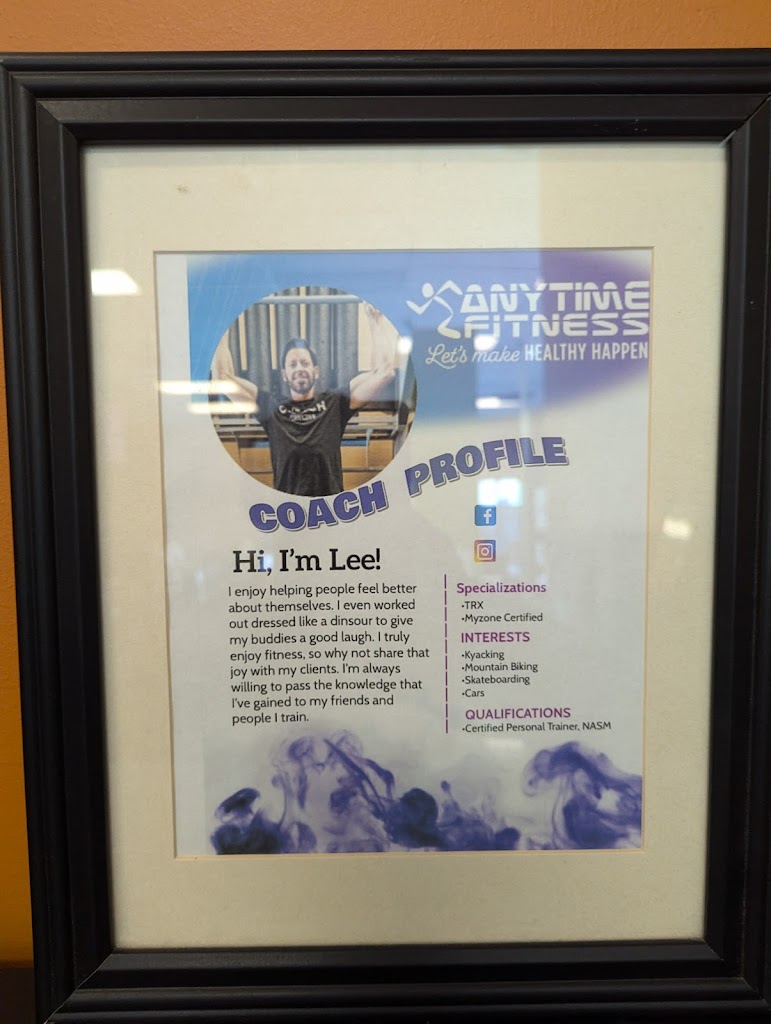 ANYTIME
FITNESS
Let's make HEALTHY HAPPEN
COACH PROFILE
Hi, I'm Lee!
I enjoy helping people feel better
about themselves. I even worked
out dressed like a dinsour to give
my buddies a good laugh. I truly
enjoy fitness, so why not share that
joy with my clients. I'm always
willing to pass the knowledge that
I've gained to my friends and
people I train.
Specializations
•TRX
•Myzone Certified
INTERESTS
•Kyacking
•Mountain Biking
•Skateboarding
•Cars
QUALIFICATIONS
•Certified Personal Trainer, NASM